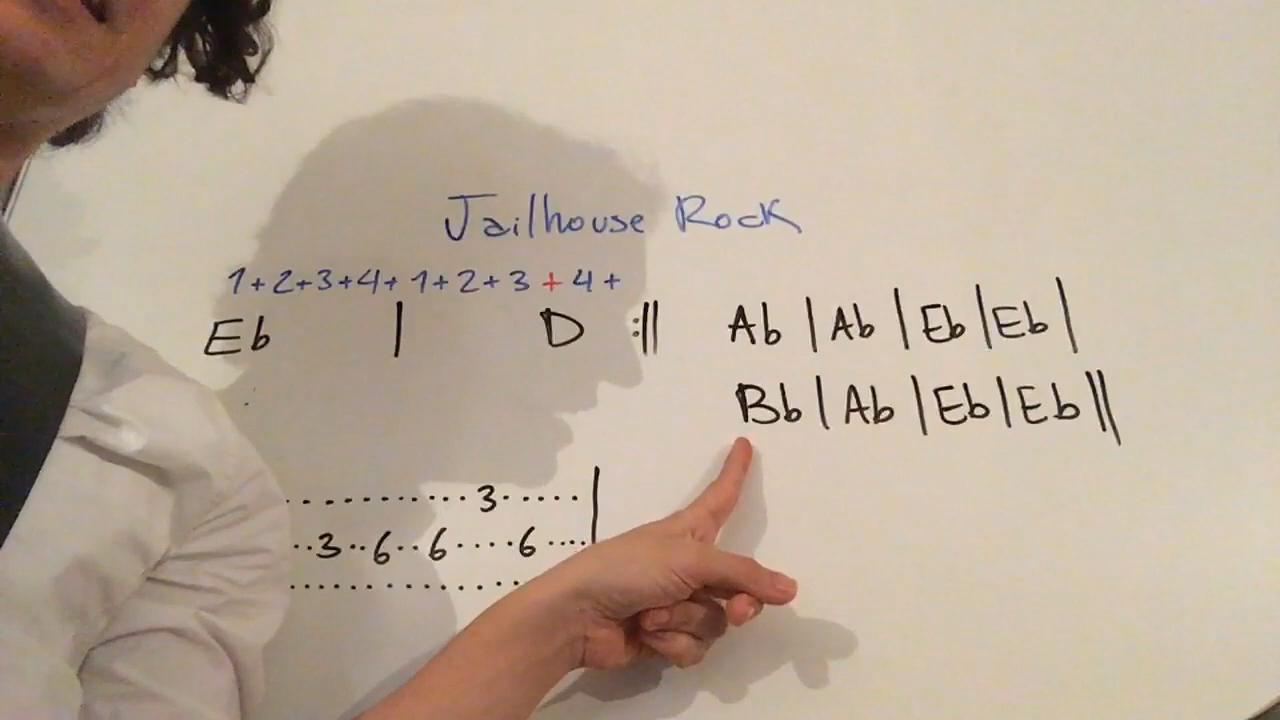 Jailhouse Rock
1+2+3+4+ 1+2+3 + 4 +
Eb | D :||
Ab | Ab | Eb | Eb |
Bb | Ab | Eb | Eb ||
3
3 6 6 6